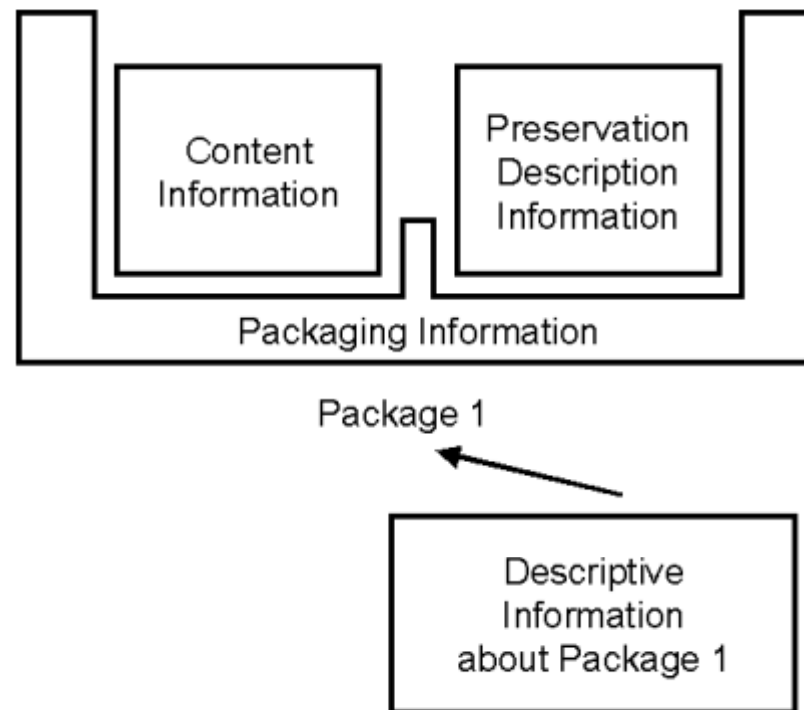 Content
Information
Preservation
Description
Information
Packaging Information
Package 1
Descriptive
Information
about Package 1